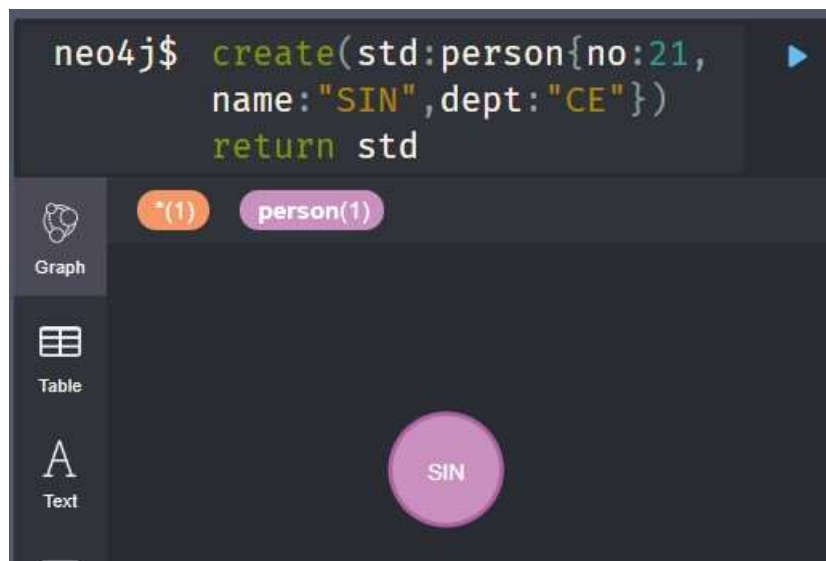 neo4j$ create(std:person{no:21,
name:"SIN",dept:"CE"})
return std
*(1) person(1)
Graph
Table
A
Text
SIN